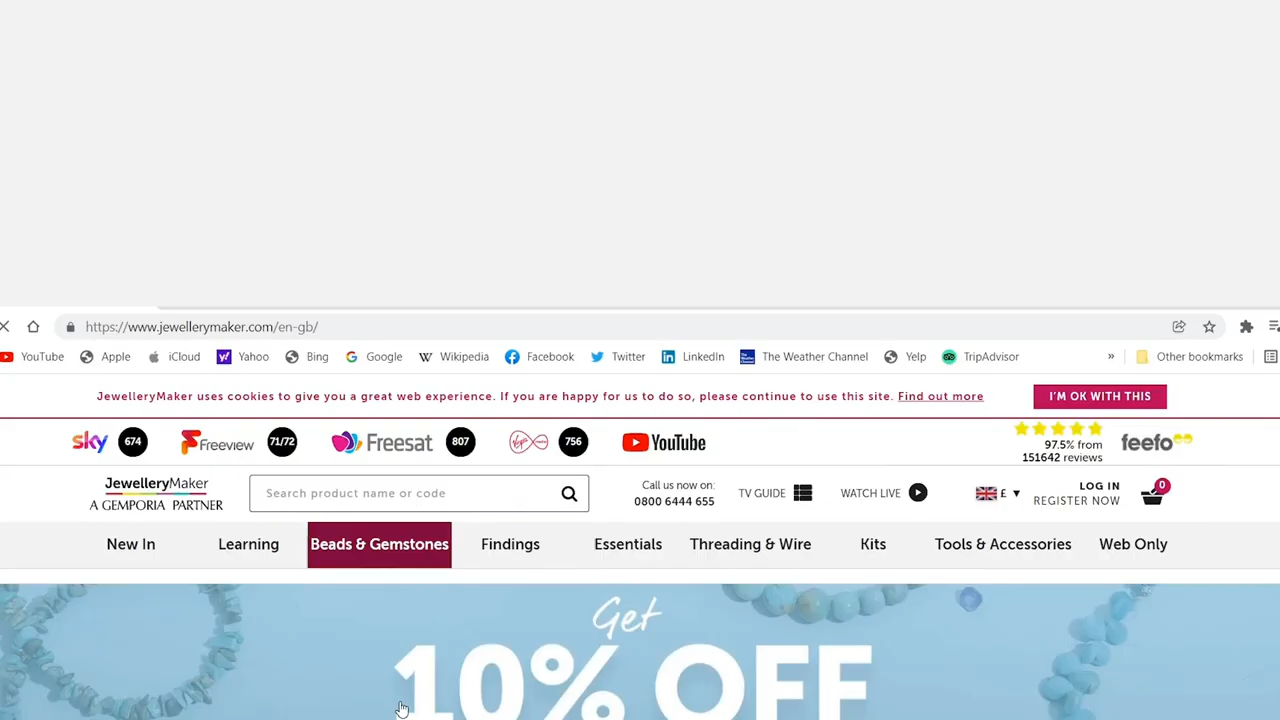 https://www.jewellerymaker.com/en-gb/
YouTube Apple iCloud Yahoo Bing Google Wikipedia Facebook Twitter LinkedIn The Weather Channel Yelp TripAdvisor » Other bookmarks
JewelleryMaker uses cookies to give you a great web experience. If you are happy for us to do so, please continue to use this site. Find out more I'M OK WITH THIS
sky 674 Freeview 71/72 Freesat 807 Virgin media 756 YouTube
97.5% from
151642 reviews
feefo
JewelleryMaker
A GEMPORIA PARTNER
Search product name or code
Call us now on:
0800 6444 655
TV GUIDE
WATCH LIVE
£
LOG IN
REGISTER NOW
0
New In Learning Beads & Gemstones Findings Essentials Threading & Wire Kits Tools & Accessories Web Only
Get
10% OFF